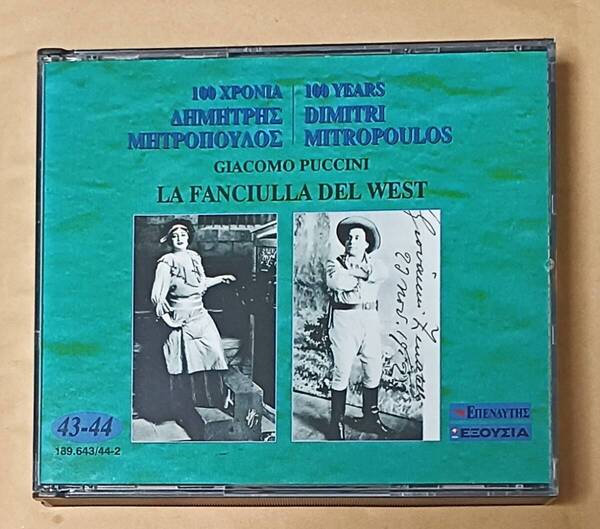 100 ΧΡΟΝΙΑ
ΔΗΜΗΤΡΗΣ
ΜΗΤΡΟΠΟΥΛΟΣ
100 YEARS
DIMITRI
MITROPOULOS
GIACOMO PUCCINI
LA FANCIULLA DEL WEST
Giovanni
43-44
189.643/44-2
ΕΠΕΝΔΥΤΗΣ
ΕΞΟΥΣΙΑ